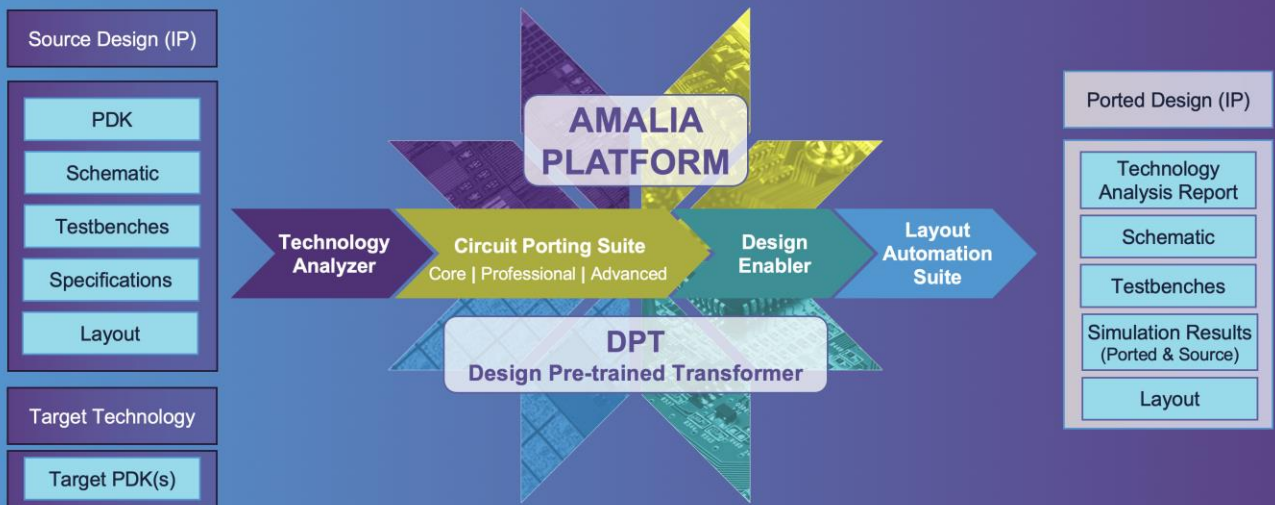 Source Design (IP)
PDK
Schematic
Testbenches
Specifications
Layout
Target Technology
Target PDK(s)
AMALIA
PLATFORM
Technology
Analyzer
Circuit Porting Suite
Core | Professional | Advanced
Design
Enabler
Layout
Automation
Suite
DPT
Design Pre-trained Transformer
Ported Design (IP)
Technology
Analysis Report
Schematic
Testbenches
Simulation Results
(Ported & Source)
Layout